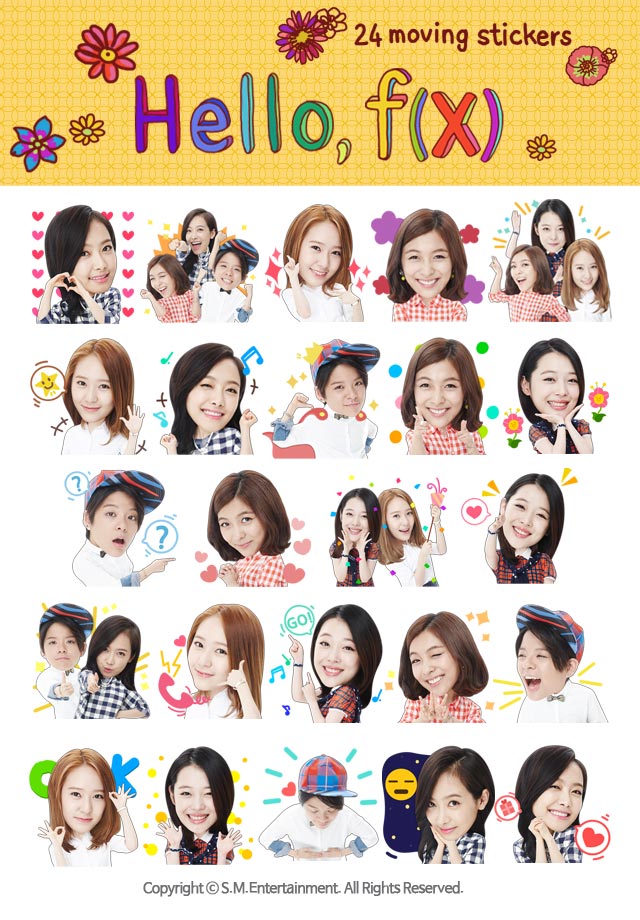 24 moving stickers
Hello, f(x)
?
?
GO!
OK
Copyright ⓒ S.M.Entertainment. All Rights Reserved.